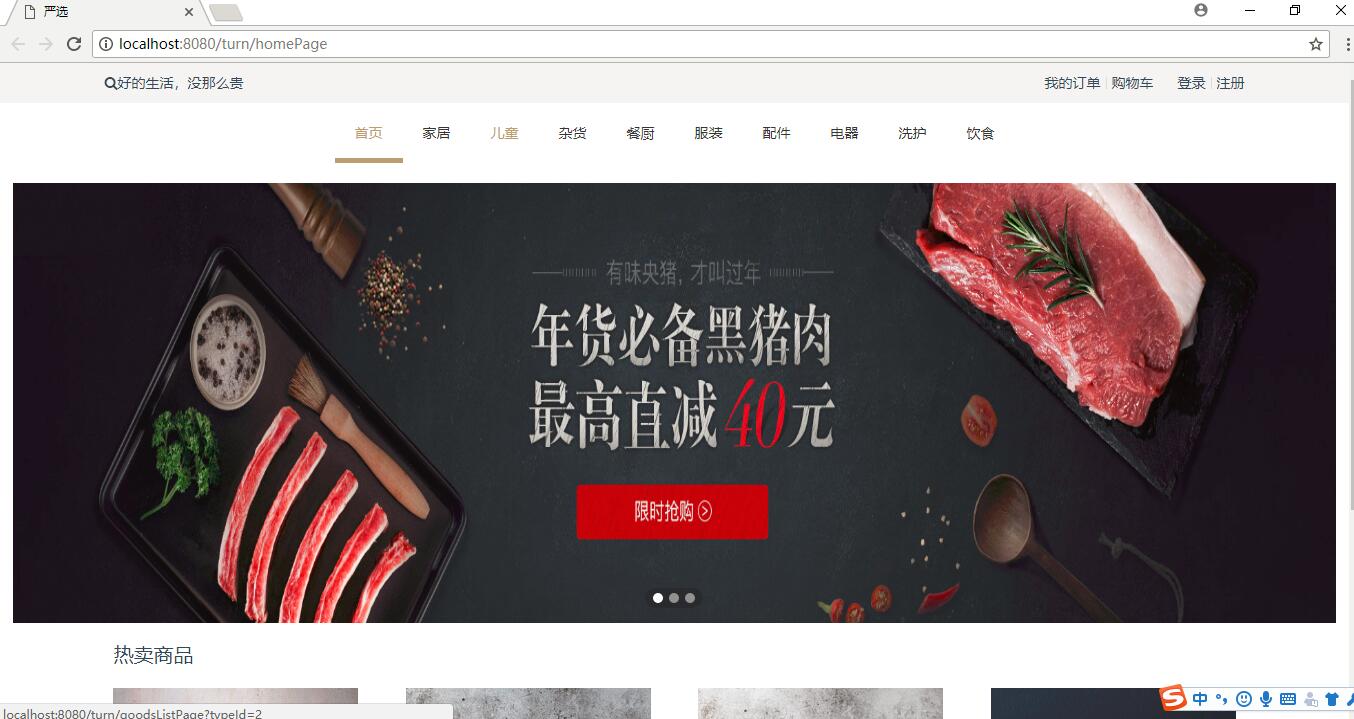 严选
localhost:8080/turn/homePage
好的生活，没那么贵
我的订单 购物车 登录 注册
首页 家居 儿童 杂货 餐厨 服装 配件 电器 洗护 饮食
有味央猪，才叫过年
年货必备黑猪肉
最高直减40元
限时抢购
热卖商品
localhost:8080/turn/goodsListPage?typeId=2
中